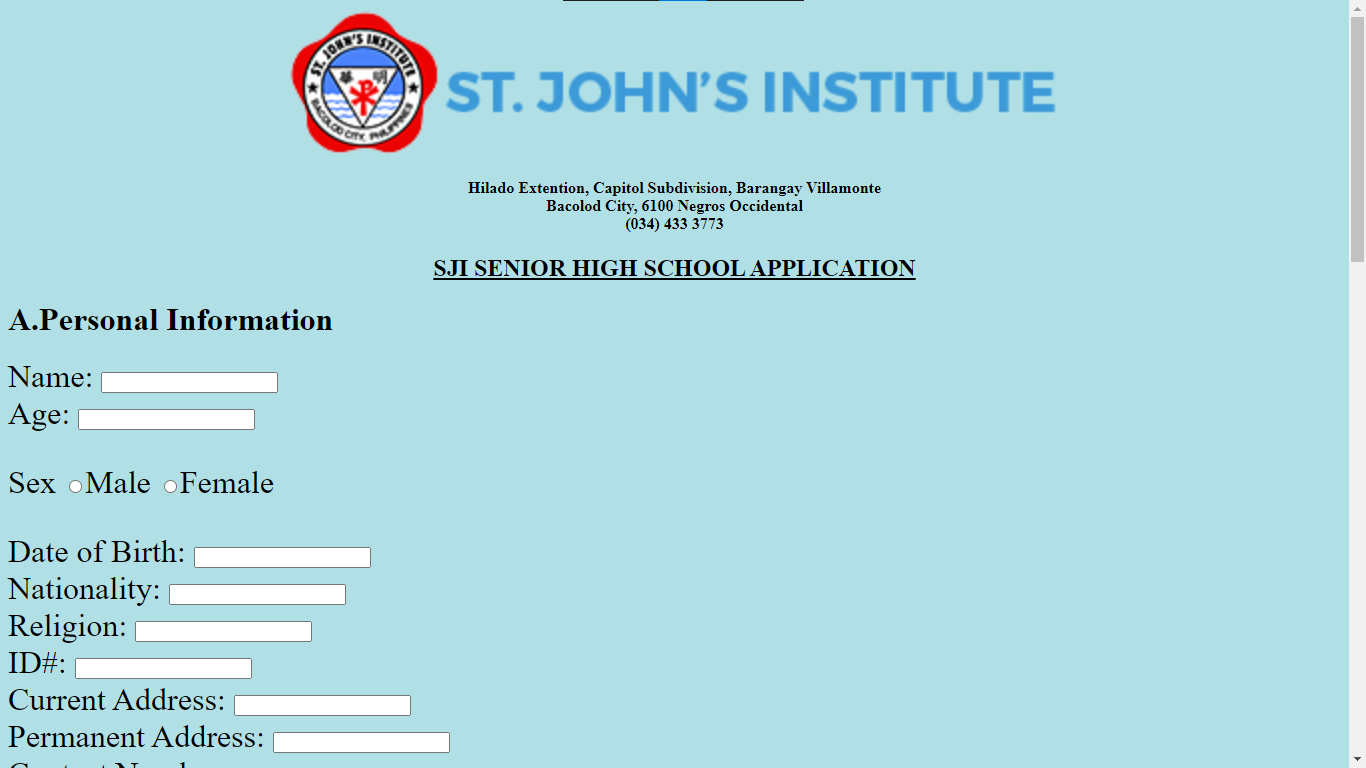 ST. JOHN'S INSTITUTE
華 明
BACOLOD CITY, PHILIPPINES
ST. JOHN’S INSTITUTE
Hilado Extention, Capitol Subdivision, Barangay Villamonte
Bacolod City, 6100 Negros Occidental
(034) 433 3773
SJI SENIOR HIGH SCHOOL APPLICATION
A.Personal Information
Name:
Age:
Sex Male Female
Date of Birth:
Nationality:
Religion:
ID#:
Current Address:
Permanent Address: